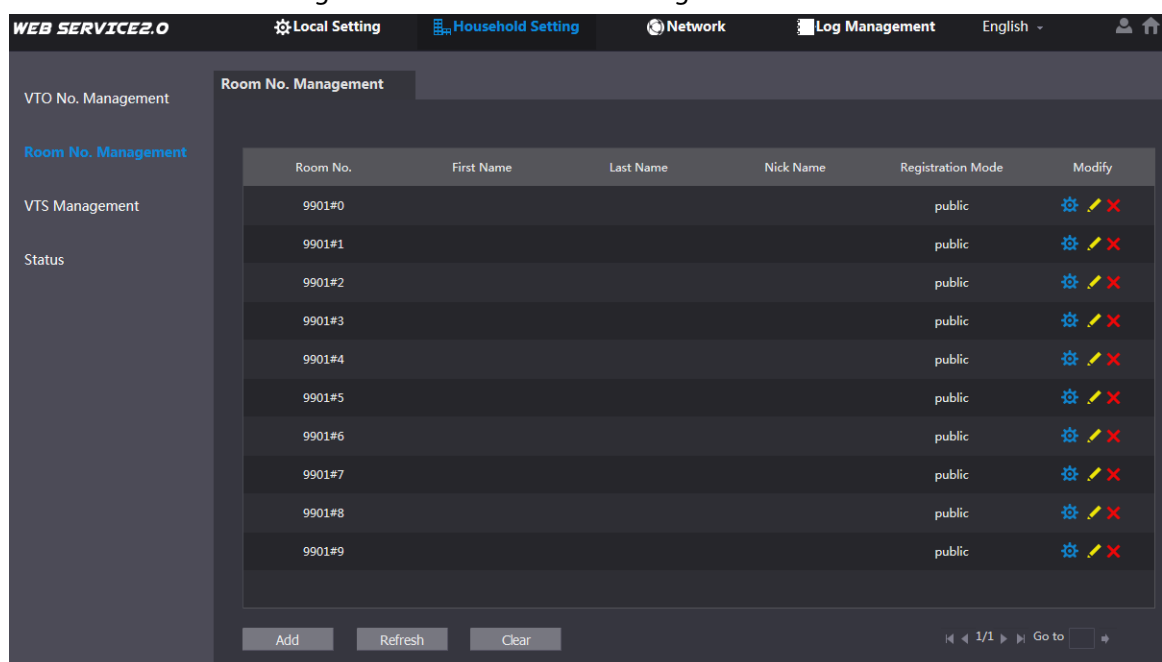 WEB SERVICE2.0 Local Setting Household Setting Network Log Management English
VTO No. Management
Room No. Management
VTS Management
Status
Room No. Management
Room No. First Name Last Name Nick Name Registration Mode Modify
9901#0 public
9901#1 public
9901#2 public
9901#3 public
9901#4 public
9901#5 public
9901#6 public
9901#7 public
9901#8 public
9901#9 public
Add Refresh Clear 1/1 Go to